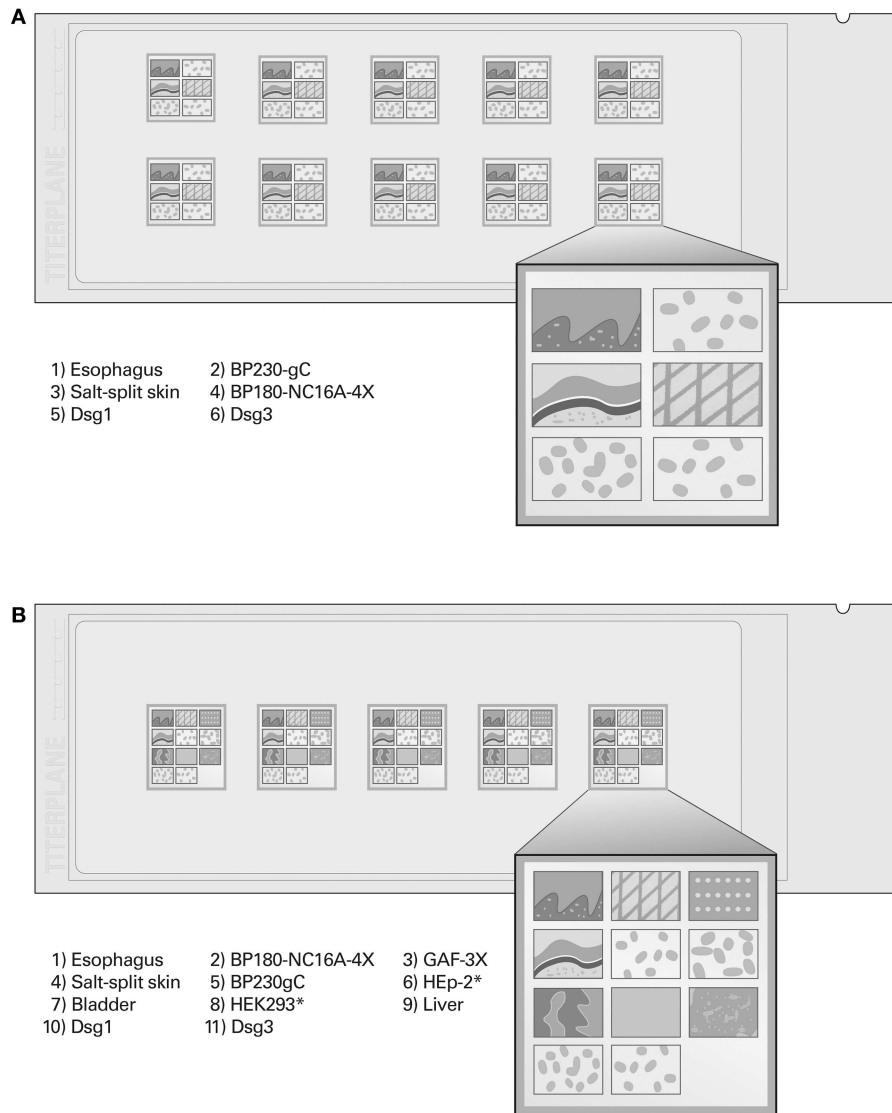 A
TITERPLANE
1) Esophagus 2) BP230-gC
3) Salt-split skin 4) BP180-NC16A-4X
5) Dsg1 6) Dsg3
B
TITERPLANE
1) Esophagus 2) BP180-NC16A-4X 3) GAF-3X
4) Salt-split skin 5) BP230gC 6) HEp-2*
7) Bladder 8) HEK293* 9) Liver
10) Dsg1 11) Dsg3